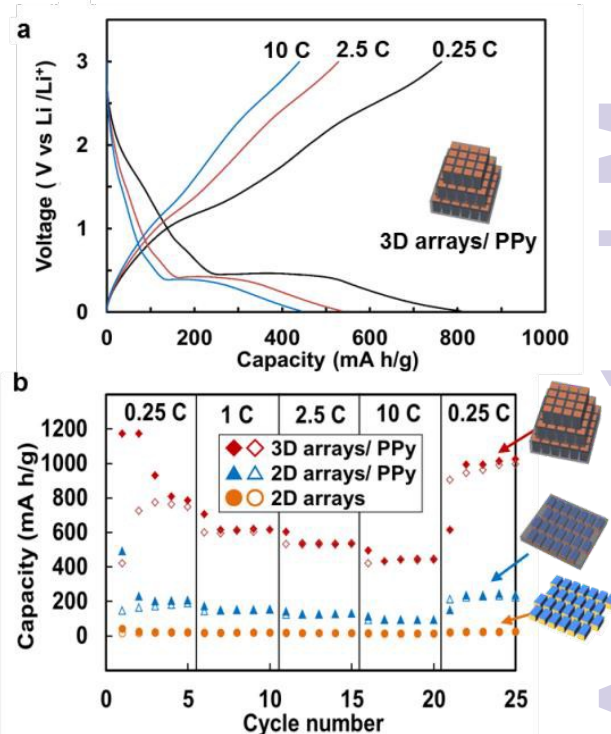 a
10 C 2.5 C 0.25 C
3
2
1
0
Voltage ( V vs Li /Li⁺)
3D arrays/ PPy
0 200 400 600 800 1000
Capacity (mA h/g)
b
0.25 C 1 C 2.5 C 10 C 0.25 C
3D arrays/ PPy
2D arrays/ PPy
2D arrays
1200
1000
800
600
400
200
0
Capacity (mA h/g)
0 5 10 15 20 25
Cycle number